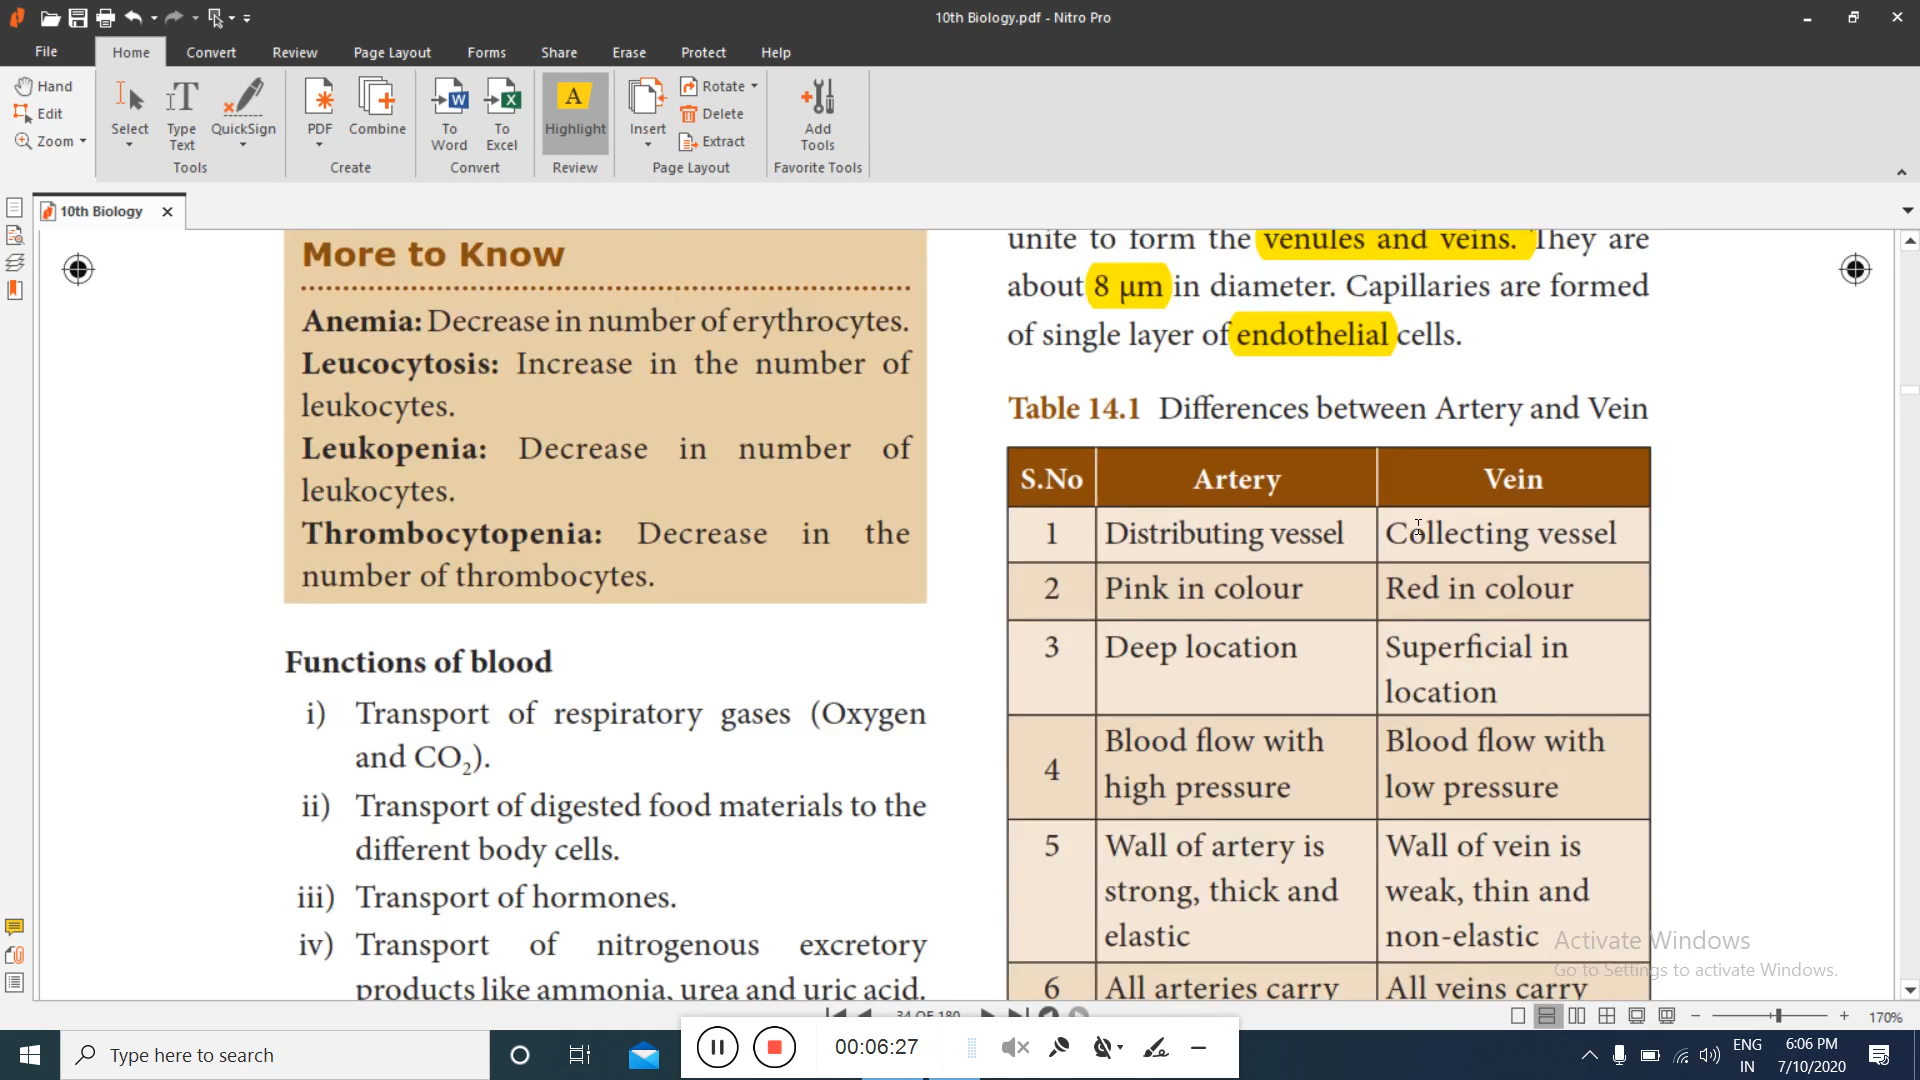 10th Biology.pdf - Nitro Pro
File Home Convert Review Page Layout Forms Share Erase Protect Help
Hand
Edit
Zoom
Select
Type Text
QuickSign
Tools
PDF
Combine
Create
To Word
To Excel
Convert
A
Highlight
Review
Insert
Rotate
Delete
Extract
Page Layout
Add Tools
Favorite Tools
10th Biology
More to Know
Anemia: Decrease in number of erythrocytes.
Leucocytosis: Increase in the number of
leukocytes.
Leukopenia: Decrease in number of
leukocytes.
Thrombocytopenia: Decrease in the
number of thrombocytes.
Functions of blood
i) Transport of respiratory gases (Oxygen
and CO₂).
ii) Transport of digested food materials to the
different body cells.
iii) Transport of hormones.
iv) Transport of nitrogenous excretory
products like ammonia, urea and uric acid.
unite to form the venules and veins. They are
about 8 µm in diameter. Capillaries are formed
of single layer of endothelial cells.
Table 14.1 Differences between Artery and Vein
S.No Artery Vein
1 Distributing vessel Collecting vessel
2 Pink in colour Red in colour
3 Deep location Superficial in
location
4 Blood flow with high pressure Blood flow with low pressure
5 Wall of artery is strong, thick and elastic Wall of vein is weak, thin and non-elastic
6 All arteries carry All veins carry
Activate Windows
Go to Settings to activate Windows.
34 OF 180
170%
Type here to search
00:06:27
ENG
IN
6:06 PM
7/10/2020